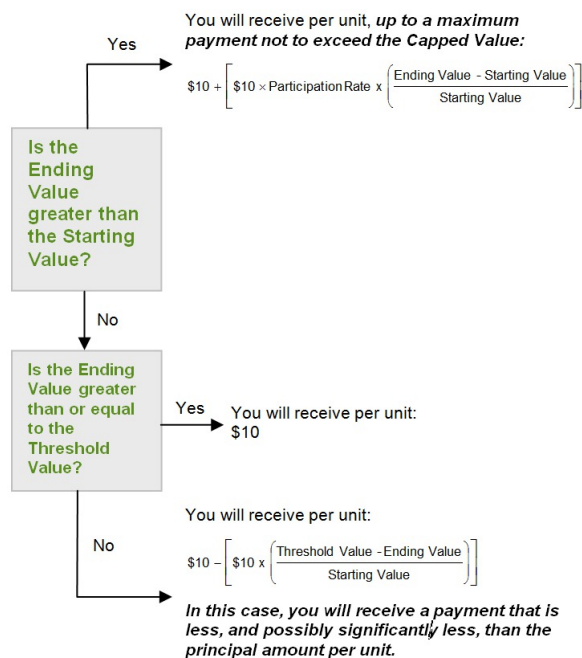 You will receive per unit, up to a maximum
Yes
payment not to exceed the Capped Value:
$10 + [ $10 × Participation Rate x ( Ending Value - Starting Value
Starting Value ) ]
Is the
Ending
Value
greater than
the Starting
Value?
No
Is the Ending
Value greater
than or equal
to the
Threshold
Value?
Yes
You will receive per unit:
$10
You will receive per unit:
No
$10 − [ $10 x ( Threshold Value - Ending Value
Starting Value ) ]
In this case, you will receive a payment that is
less, and possibly significantly less, than the
principal amount per unit.